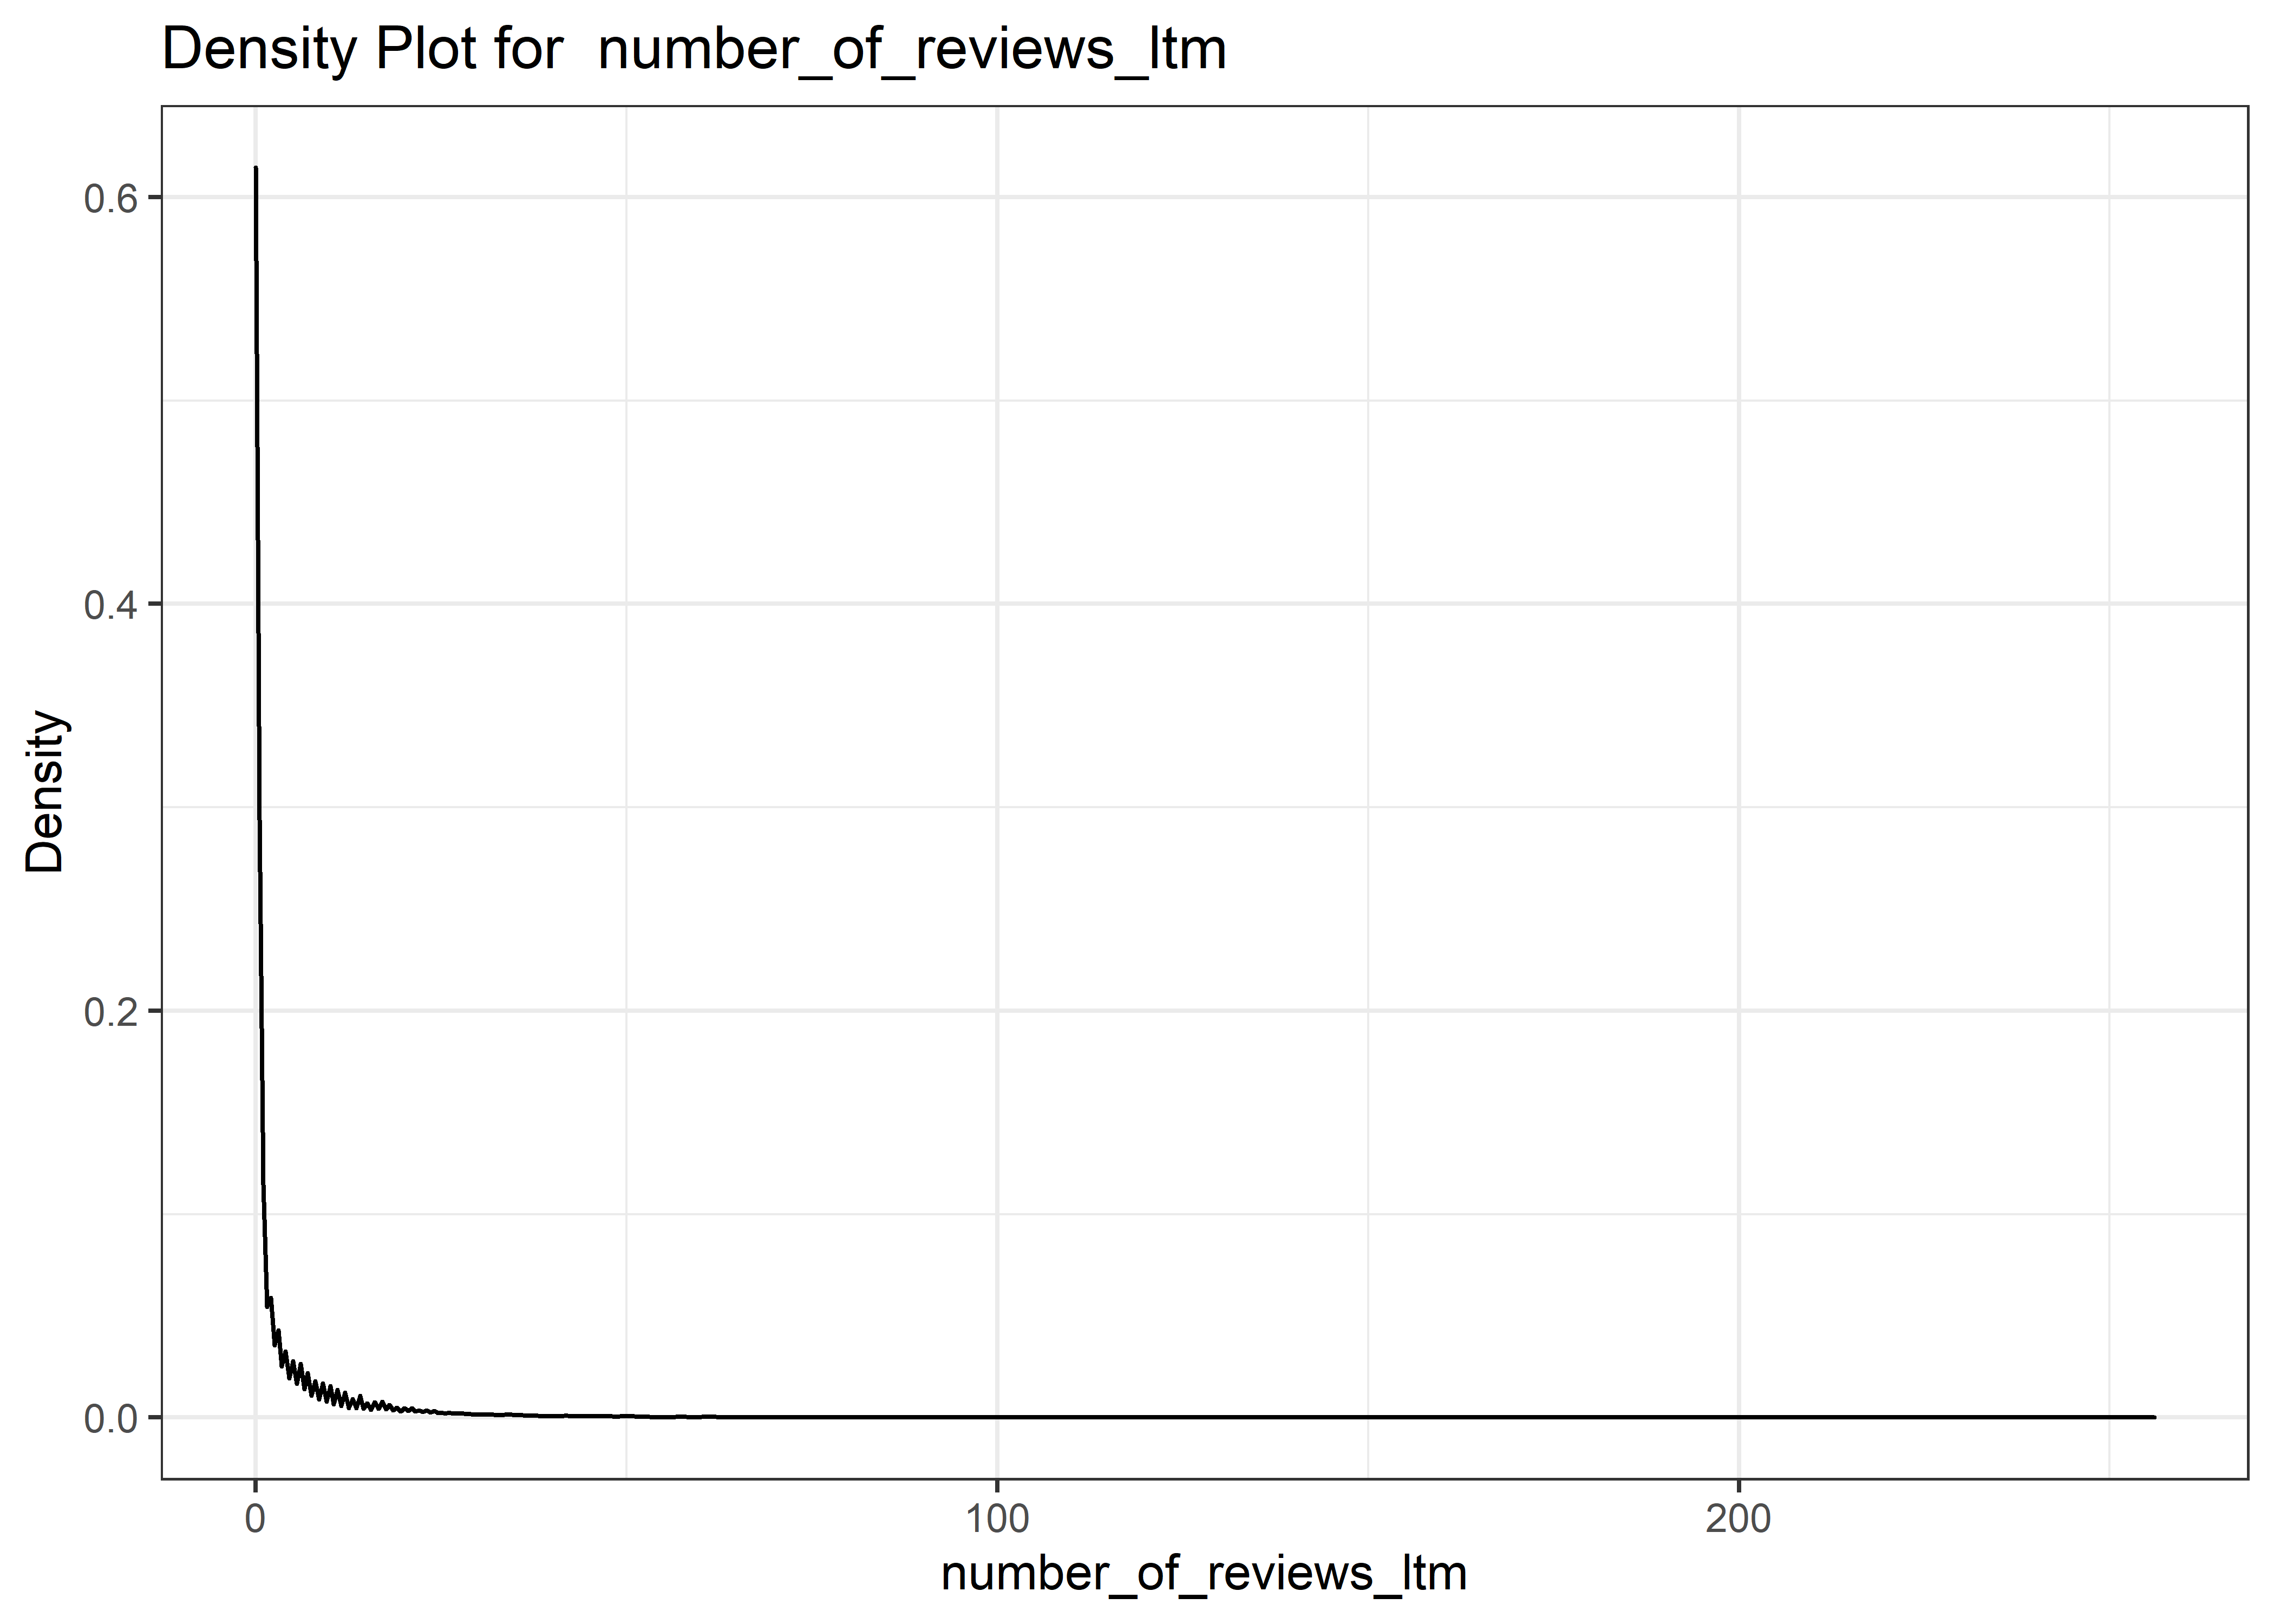 Density Plot for  number_of_reviews_ltm
0.6
0.4
0.2
0.0
Density
0 100 200
number_of_reviews_ltm